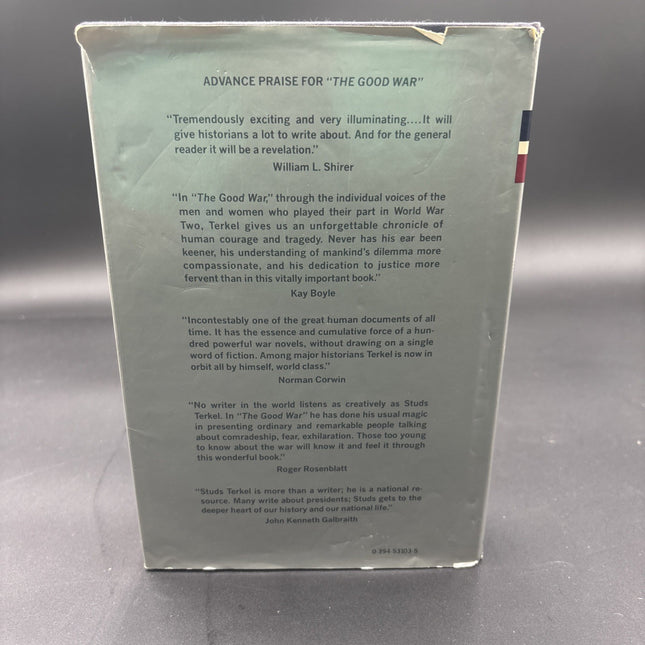 ADVANCE PRAISE FOR "THE GOOD WAR"
"Tremendously exciting and very illuminating....It will
give historians a lot to write about. And for the general
reader it will be a revelation."
William L. Shirer
"In "The Good War," through the individual voices of the
men and women who played their part in World War
Two, Terkel gives us an unforgettable chronicle of
human courage and tragedy. Never has his ear been
keener, his understanding of mankind's dilemma more
compassionate, and his dedication to justice more
fervent than in this vitally important book."
Kay Boyle
"Incontestably one of the great human documents of all
time. It has the essence and cumulative force of a hun-
dred powerful war novels, without drawing on a single
word of fiction. Among major historians Terkel is now in
orbit all by himself, world class."
Norman Corwin
"No writer in the world listens as creatively as Studs
Terkel. In "The Good War" he has done his usual magic
in presenting ordinary and remarkable people talking
about comradeship, fear, exhilaration. Those too young
to know about the war will know it and feel it through
this wonderful book."
Roger Rosenblatt
"Studs Terkel is more than a writer; he is a national re-
source. Many write about presidents; Studs gets to the
deeper heart of our history and our national life."
John Kenneth Galbraith
0 394 53103-5